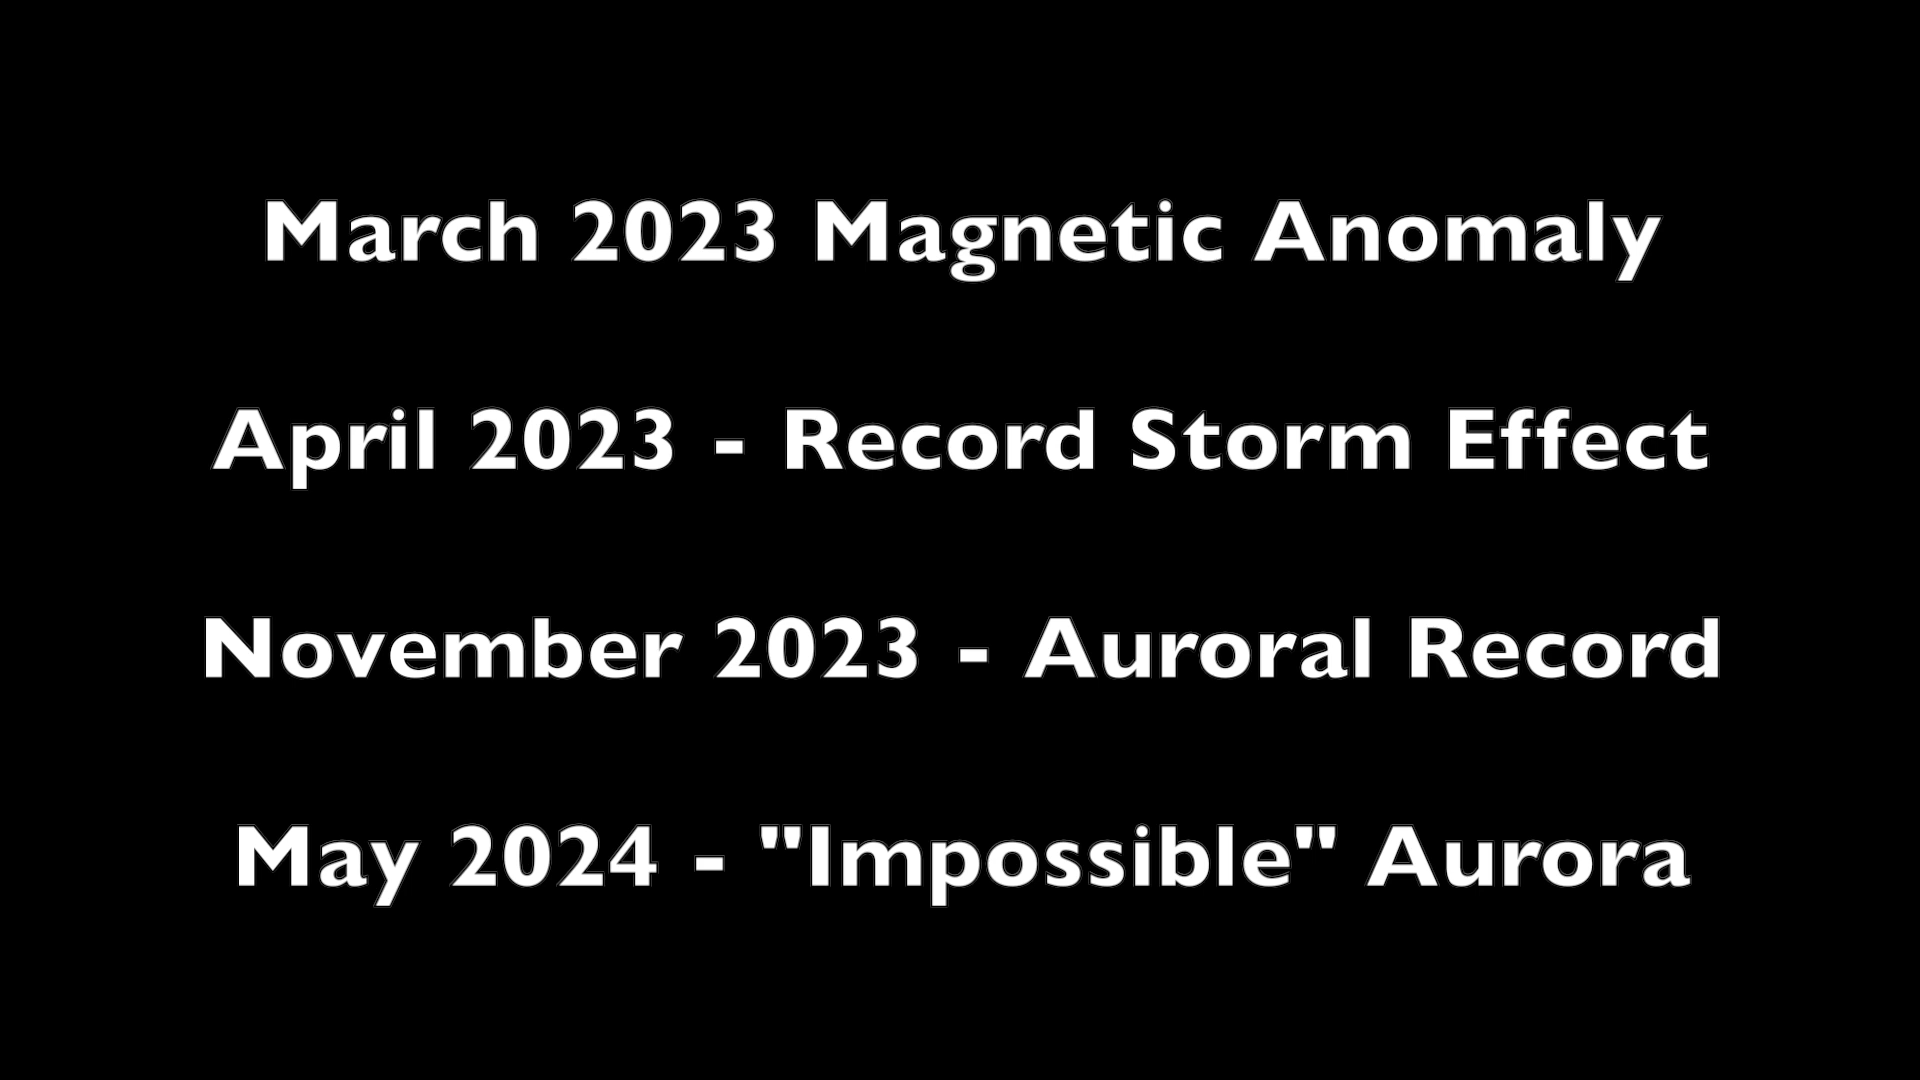 March 2023 Magnetic Anomaly
April 2023 - Record Storm Effect
November 2023 - Auroral Record
May 2024 - "Impossible" Aurora